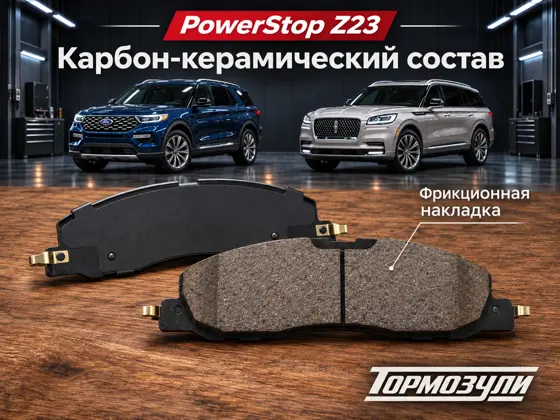 PowerStop Z23
Карбон-керамический состав
Фрикционная
накладка
ТОРМОЗУЛИ